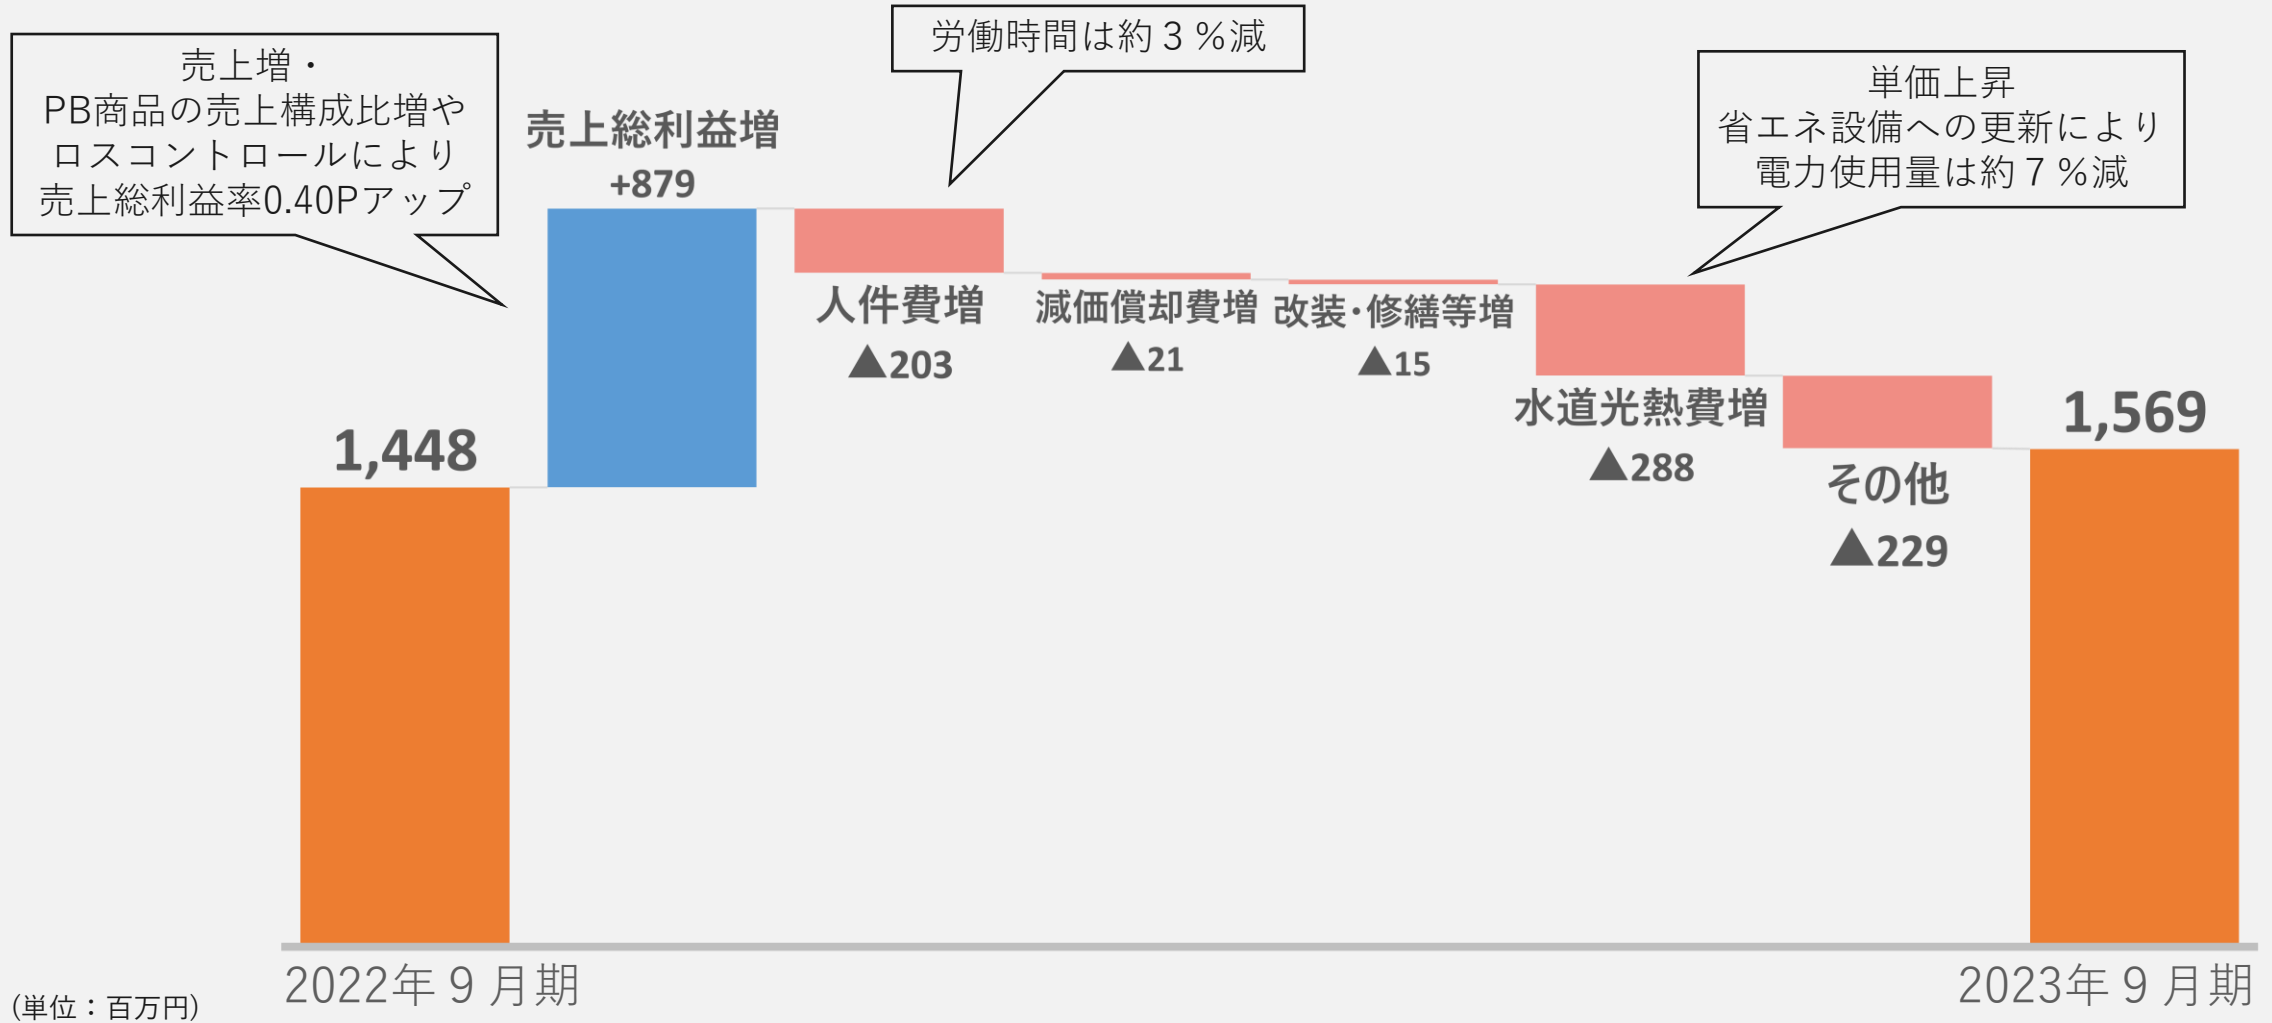 売上増・
PB商品の売上構成比増や
ロスコントロールにより
売上総利益率0.40Pアップ
労働時間は約３％減
単価上昇
省エネ設備への更新により
電力使用量は約７％減
1,448
売上総利益増
+879
人件費増
▲203
減価償却費増
▲21
改装・修繕等増
▲15
水道光熱費増
▲288
その他
▲229
1,569
2022年９月期
2023年９月期
（単位：百万円）